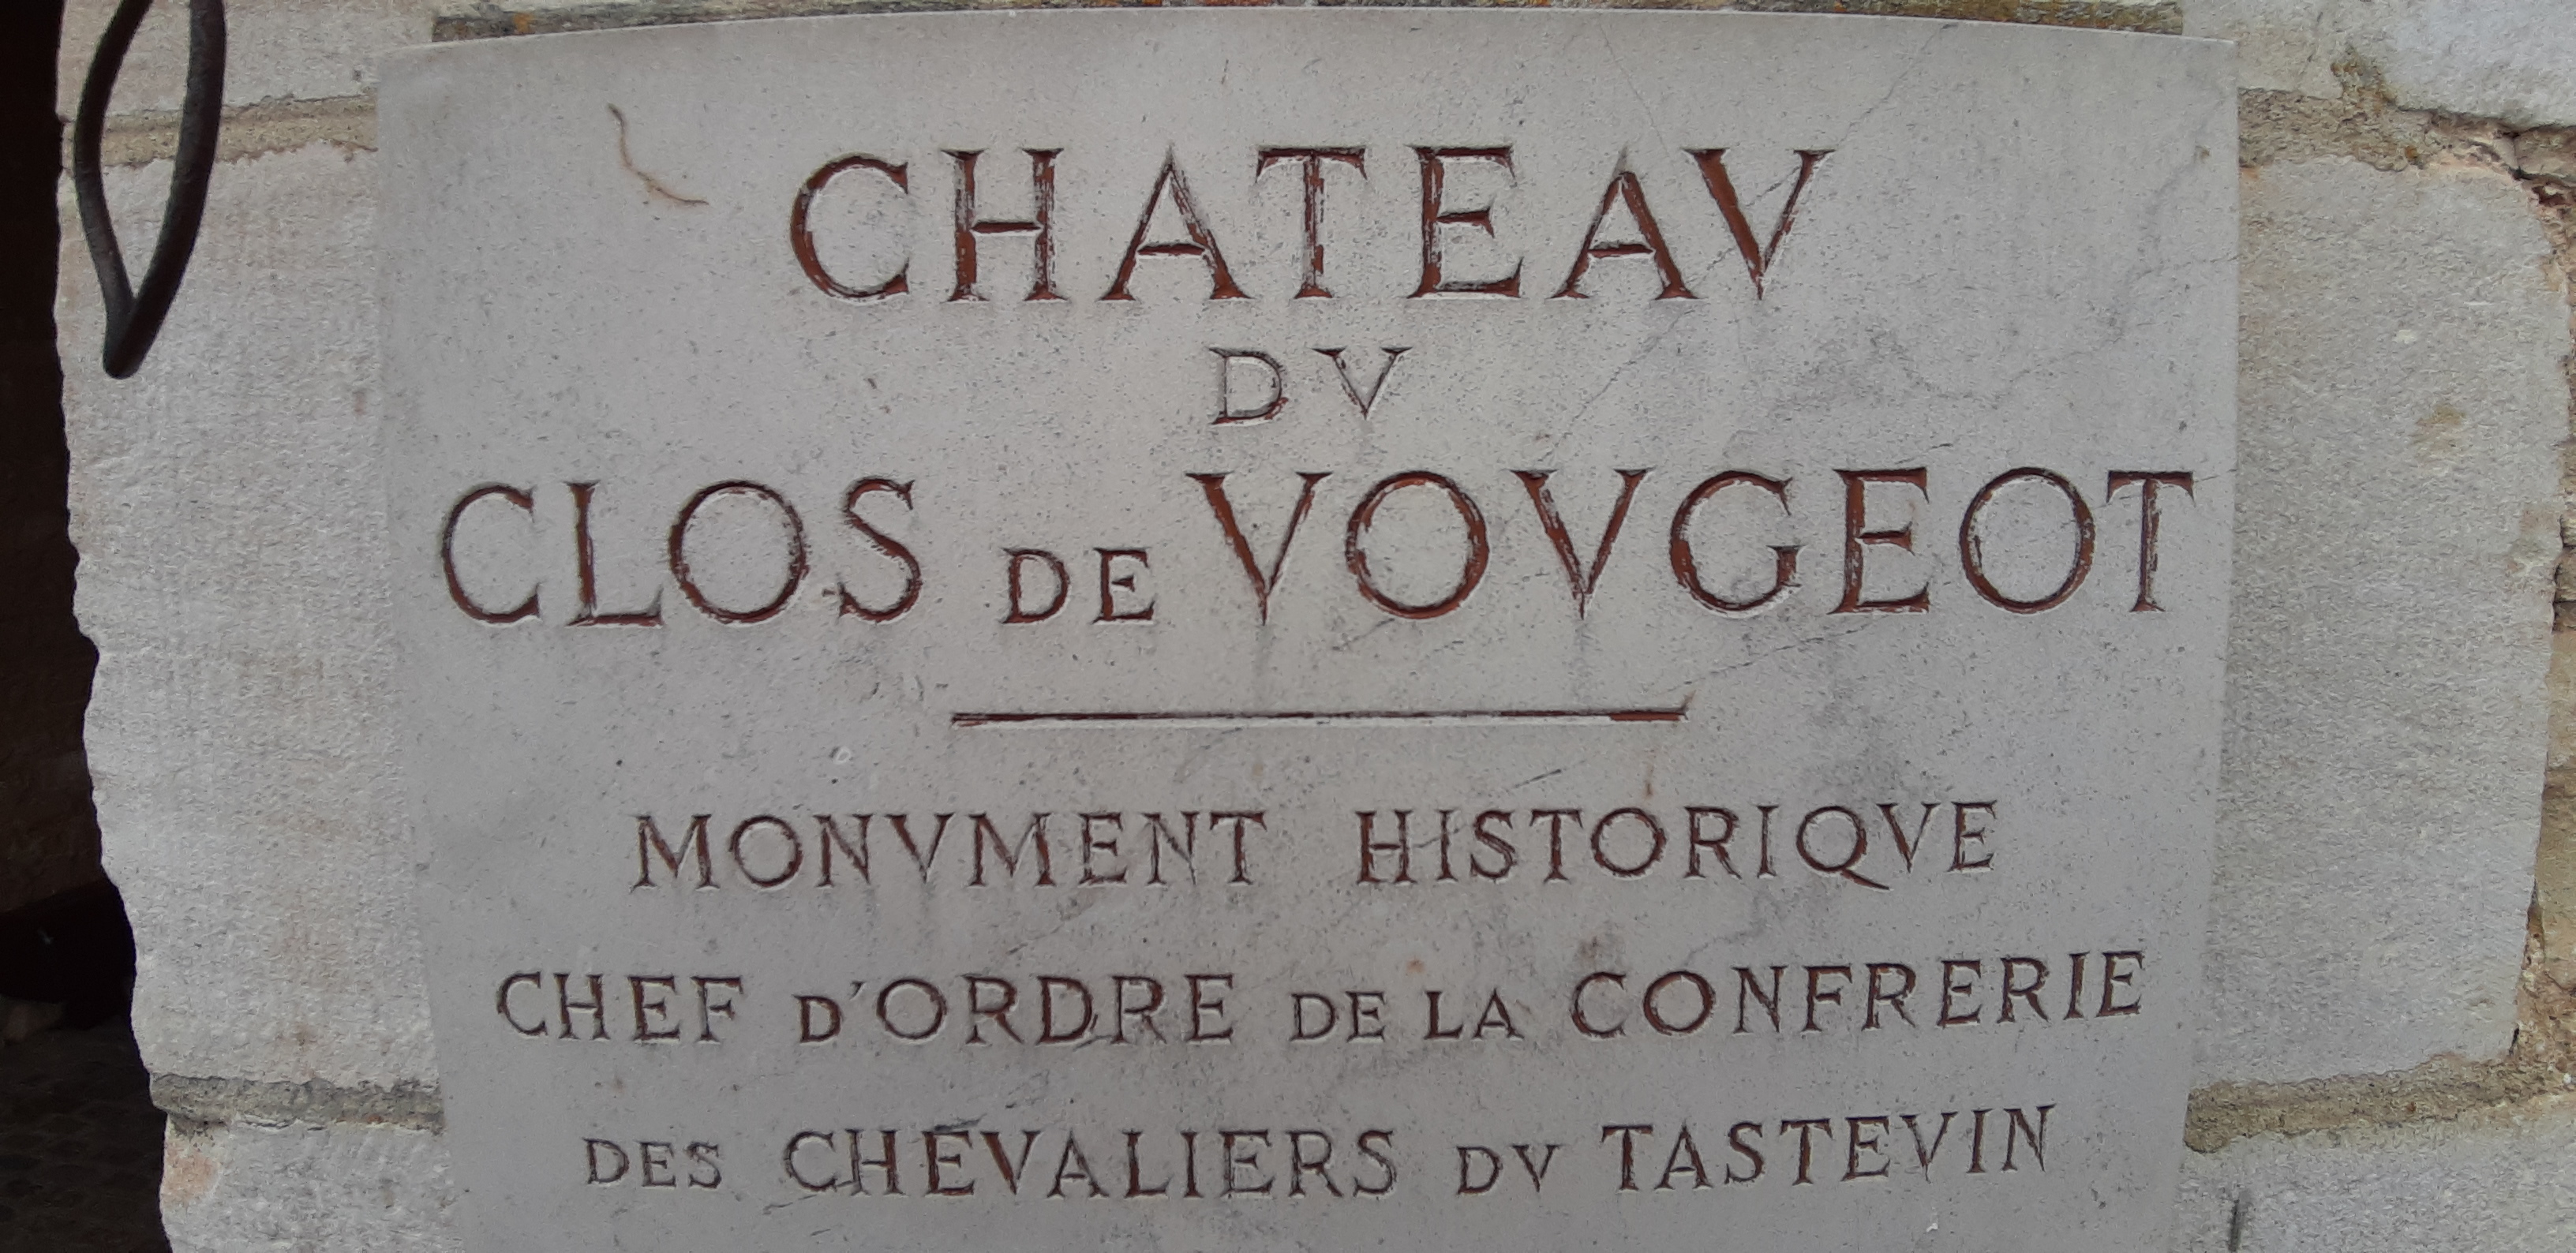 CHATEAV
DV
CLOS DE VOVGEOT
MONVMENT HISTORIQVE
CHEF D'ORDRE DE LA CONFRERIE
DES CHEVALIERS DV TASTEVIN